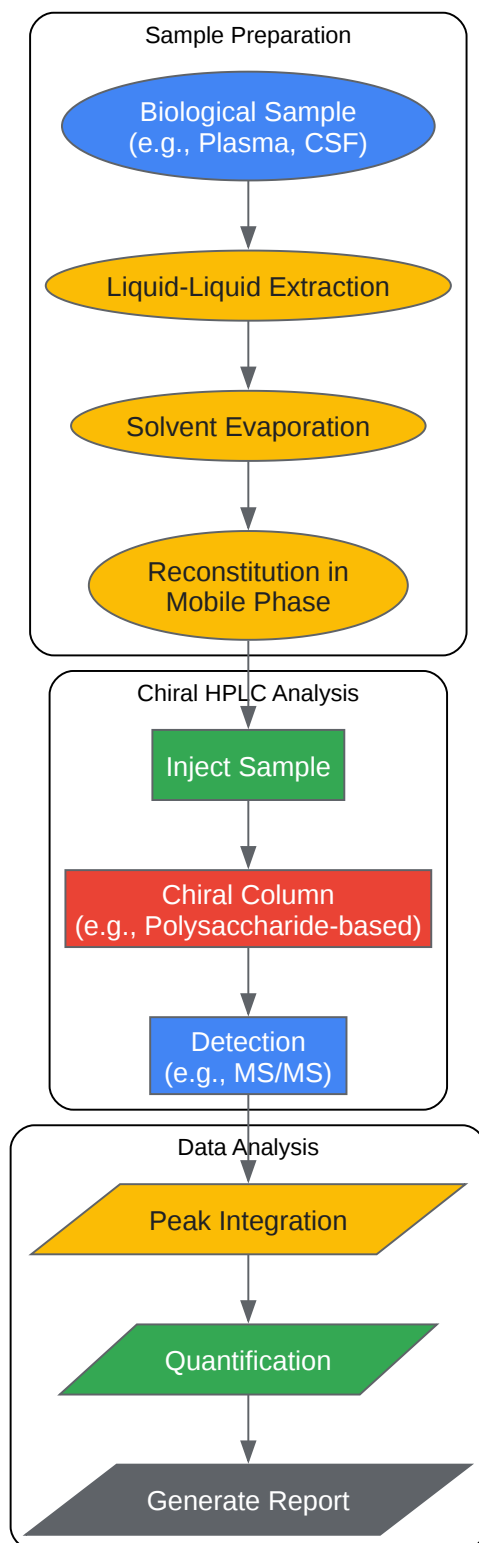 Sample Preparation
Biological Sample
(e.g., Plasma, CSF)
Liquid-Liquid Extraction
Solvent Evaporation
Reconstitution in
Mobile Phase
Chiral HPLC Analysis
Inject Sample
Chiral Column
(e.g., Polysaccharide-based)
Detection
(e.g., MS/MS)
Data Analysis
Peak Integration
Quantification
Generate Report